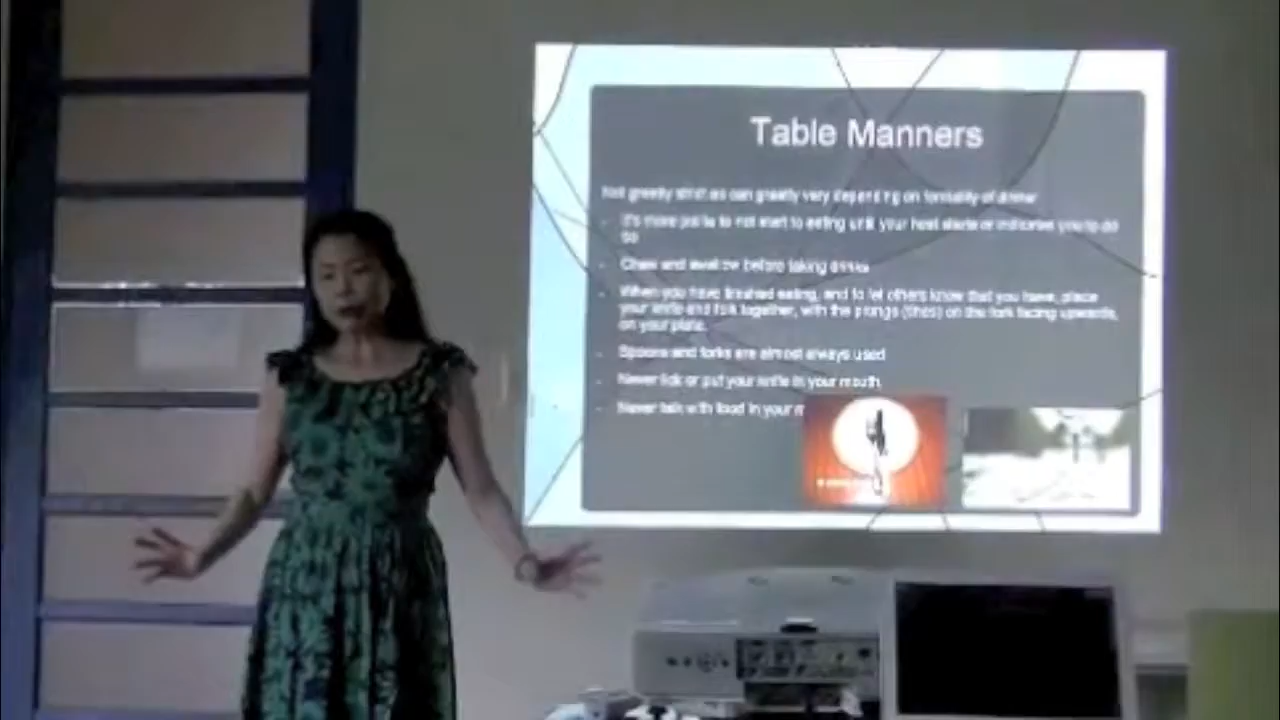 Table Manners
Not greatly strict as can greatly vary depending on formality of dinner
- It's more polite to not start to eating until your host starts or indicates you to do
so
- Chew and swallow before taking drinks
- When you have finished eating, and to let others know that you have, place
your knife and fork together, with the prongs (tines) on the fork facing upwards,
on your plate.
- Spoons and forks are almost always used
- Never lick or put your knife in your mouth.
- Never talk with food in your